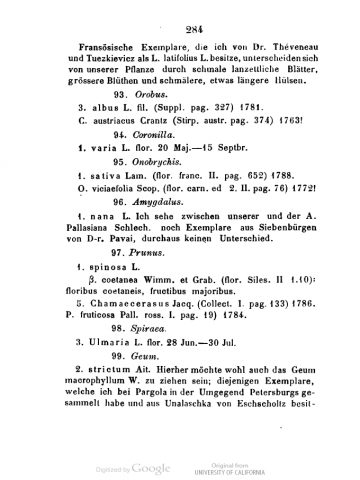 284
Fransösische Exemplare, die ich von Dr. Théveneau
und Tuezkievicz als L. latifolius L. besitze, unterscheiden sich
von unserer Pflanze durch schmale lanzettliche Blätter,
grössere Blüthen und schmälere, etwas längere Hülsen.
93. Orobus.
3. albus L. fil. (Suppl. pag. 327) 1781.
C. austriacus Crantz (Stirp. austr. pag. 374) 1763!
94. Coronilla.
1. varia L. flor. 20 Maj.—15 Septbr.
95. Onobrychis.
1. sativa Lam. (flor. franc. II. pag. 652) 1788.
O. viciaefolia Scop. (flor. carn. ed 2. II. pag. 76) 1772!
96. Amygdalus.
1. nana L. Ich sehe zwischen unserer und der A.
Pallasiana Schlech. noch Exemplare aus Siebenbürgen
von D-r. Pavai, durchaus keinen Unterschied.
97. Prunus.
1. spinosa L.
β. coetanea Wimm. et Grab. (flor. Siles. II 1.10):
floribus coetaneis, fructibus majoribus.
5. Chamaecerasus Jacq. (Collect. I. pag. 133) 1786.
P. fruticosa Pall. ross. I. pag. 19) 1784.
98. Spiraea.
3. Ulmaria L. flor. 28 Jun.—30 Jul.
99. Geum.
2. strictum Ait. Hierher möchte wohl auch das Geum
macrophyllum W. zu ziehen sein; diejenigen Exemplare,
welche ich bei Pargola in der Umgegend Petersburgs ge-
sammelt habe und aus Unalaschka von Eschscholtz besit-
Digitized by Google
Original from
UNIVERSITY OF CALIFORNIA